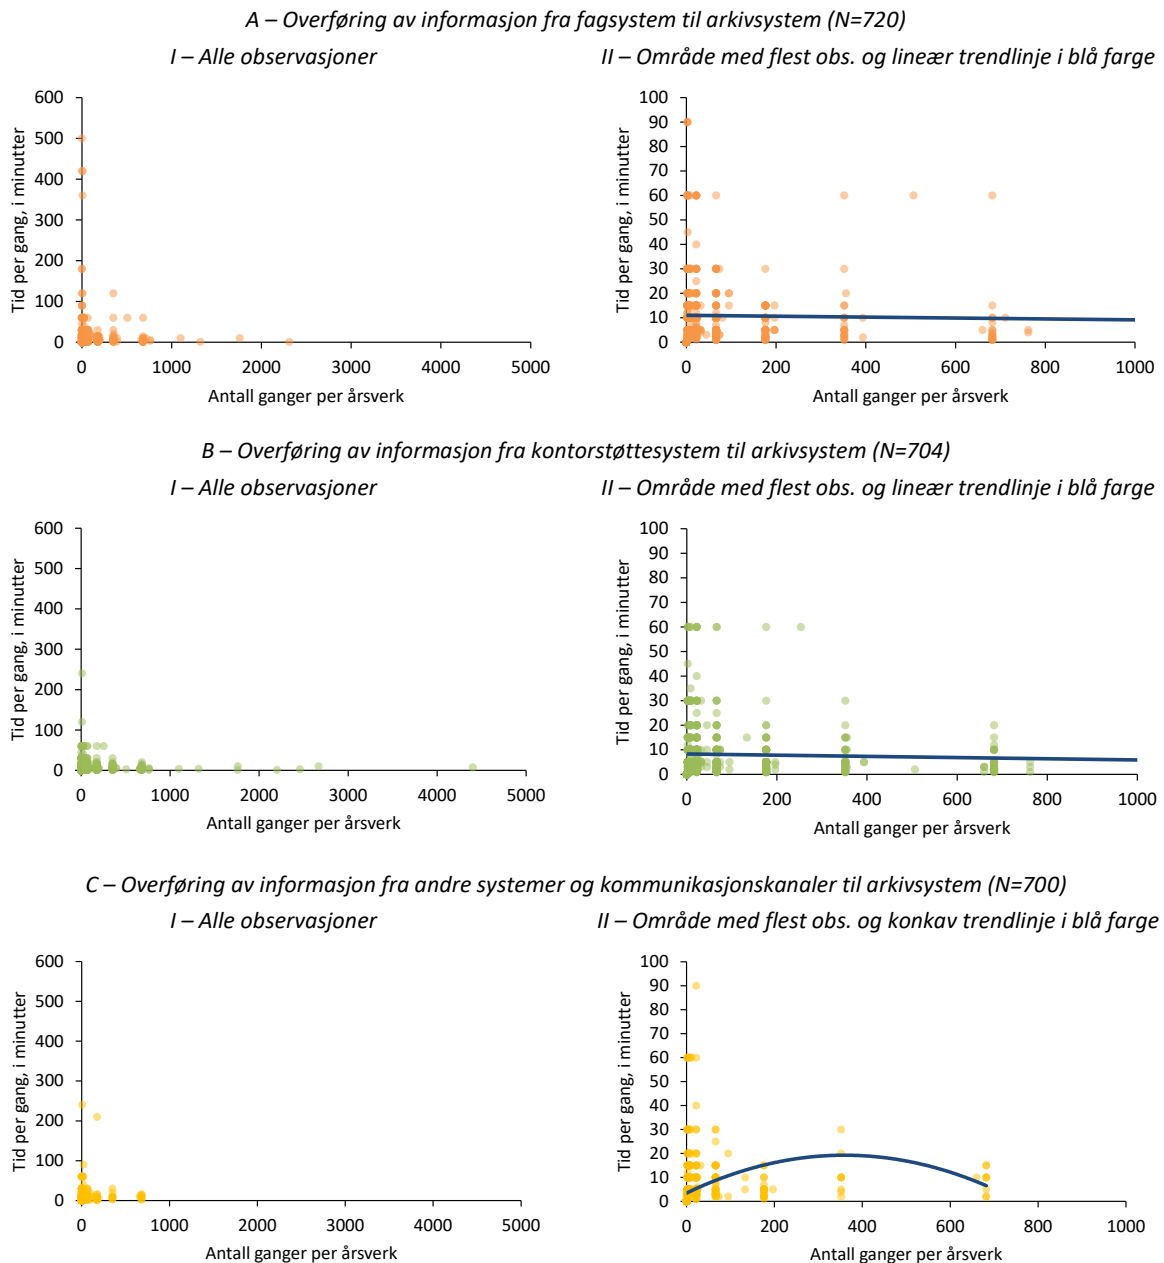 A – Overføring av informasjon fra fagsystem til arkivsystem (N=720)
I – Alle observasjoner
II – Område med flest obs. og lineær trendlinje i blå farge
Tid per gang, i minutter
600
500
400
300
200
100
0
0 1000 2000 3000 4000 5000
Antall ganger per årsverk
Tid per gang, i minutter
100
90
80
70
60
50
40
30
20
10
0
0 200 400 600 800 1000
Antall ganger per årsverk
B – Overføring av informasjon fra kontorstøttesystem til arkivsystem (N=704)
I – Alle observasjoner
II – Område med flest obs. og lineær trendlinje i blå farge
Tid per gang, i minutter
600
500
400
300
200
100
0
0 1000 2000 3000 4000 5000
Antall ganger per årsverk
Tid per gang, i minutter
100
90
80
70
60
50
40
30
20
10
0
0 200 400 600 800 1000
Antall ganger per årsverk
C – Overføring av informasjon fra andre systemer og kommunikasjonskanaler til arkivsystem (N=700)
I – Alle observasjoner
II – Område med flest obs. og konkav trendlinje i blå farge
Tid per gang, i minutter
600
500
400
300
200
100
0
0 1000 2000 3000 4000 5000
Antall ganger per årsverk
Tid per gang, i minutter
100
90
80
70
60
50
40
30
20
10
0
0 200 400 600 800 1000
Antall ganger per årsverk